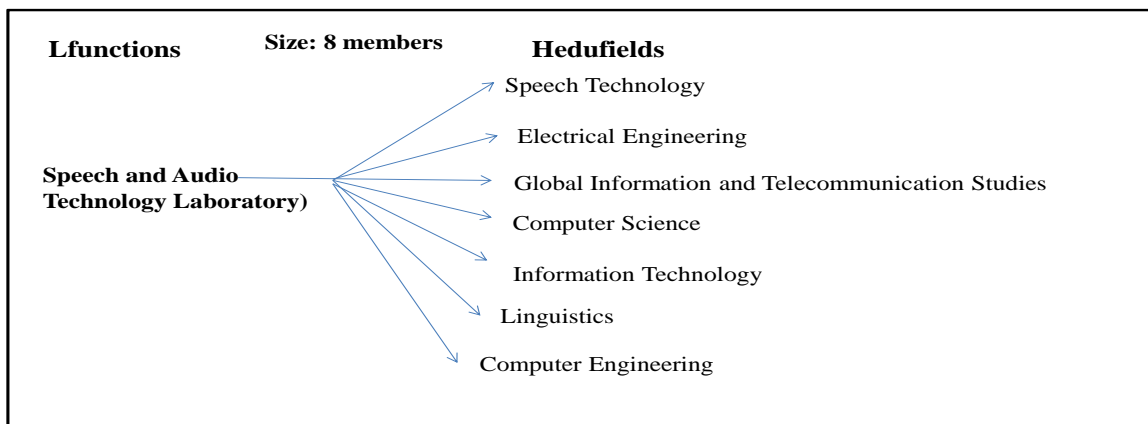 Lfunctions
Size: 8 members
Hedufields
Speech Technology
Electrical Engineering
Speech and Audio
Technology Laboratory)
Global Information and Telecommunication Studies
Computer Science
Information Technology
Linguistics
Computer Engineering